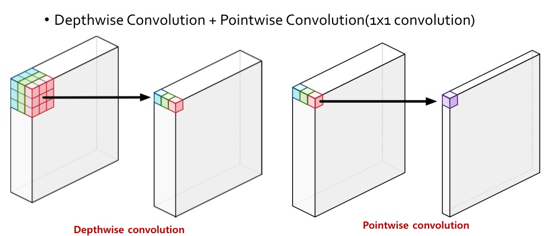 • Depthwise Convolution + Pointwise Convolution(1x1 convolution)
Depthwise convolution
Pointwise convolution